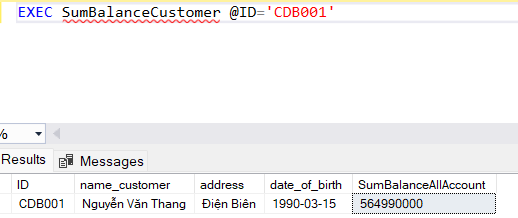 EXEC SumBalanceCustomer @ID='CDB001'
%
Results Messages
ID name_customer address date_of_birth SumBalanceAllAccount
CDB001 Nguyễn Văn Thang Điện Biên 1990-03-15 564990000